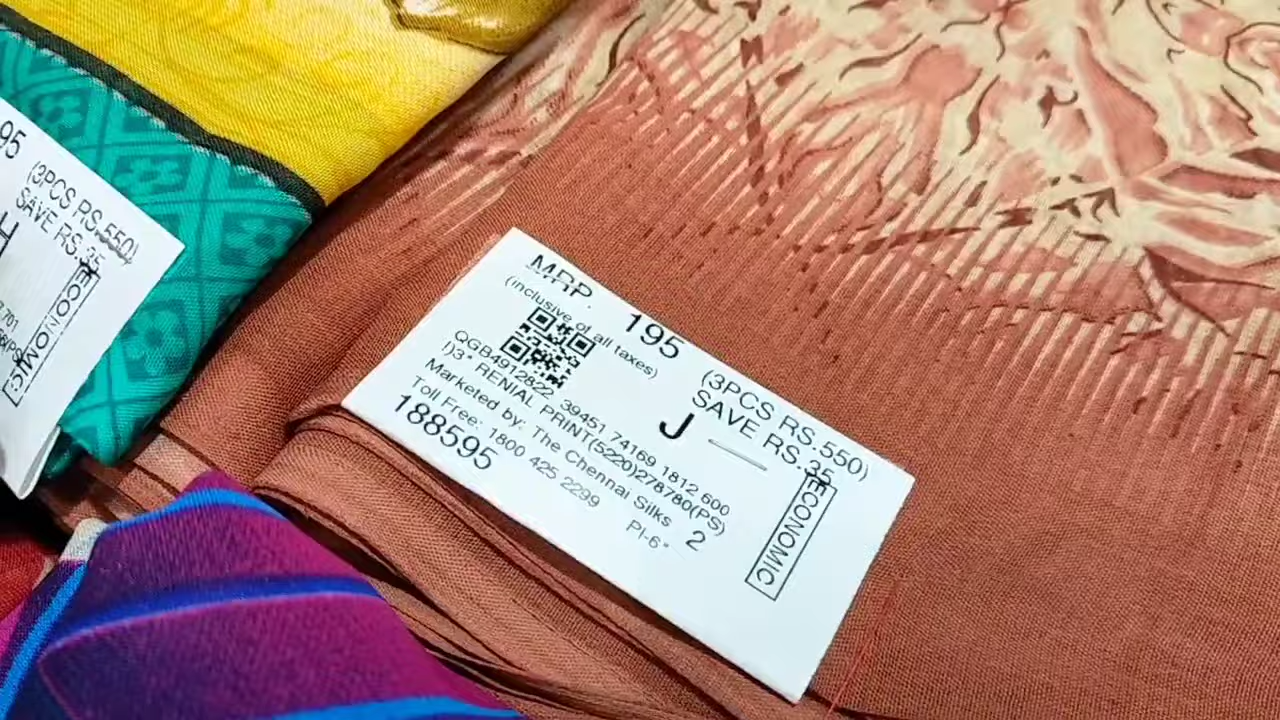 95
(3PCS RS.550)
SAVE RS.35
ECONOMIC
MRP.
195
(inclusive of all taxes)
(3PCS RS.550)
SAVE RS.35
J
QGB4912822 39451 74169 1812 600
I)3* RENIAL PRINT(5220)278780(PS)
Marketed by: The Chennai Silks 2
Toll Free: 1800 425 2299 PI-6*
188595
ECONOMIC